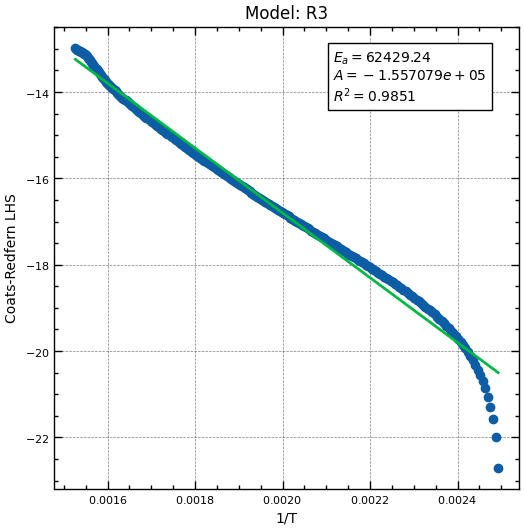 Model: R3
E_a = 62429.24
A = −1.557079e + 05
R^2 = 0.9851
Coats-Redfern LHS
−14
−16
−18
−20
−22
0.0016 0.0018 0.0020 0.0022 0.0024
1/T